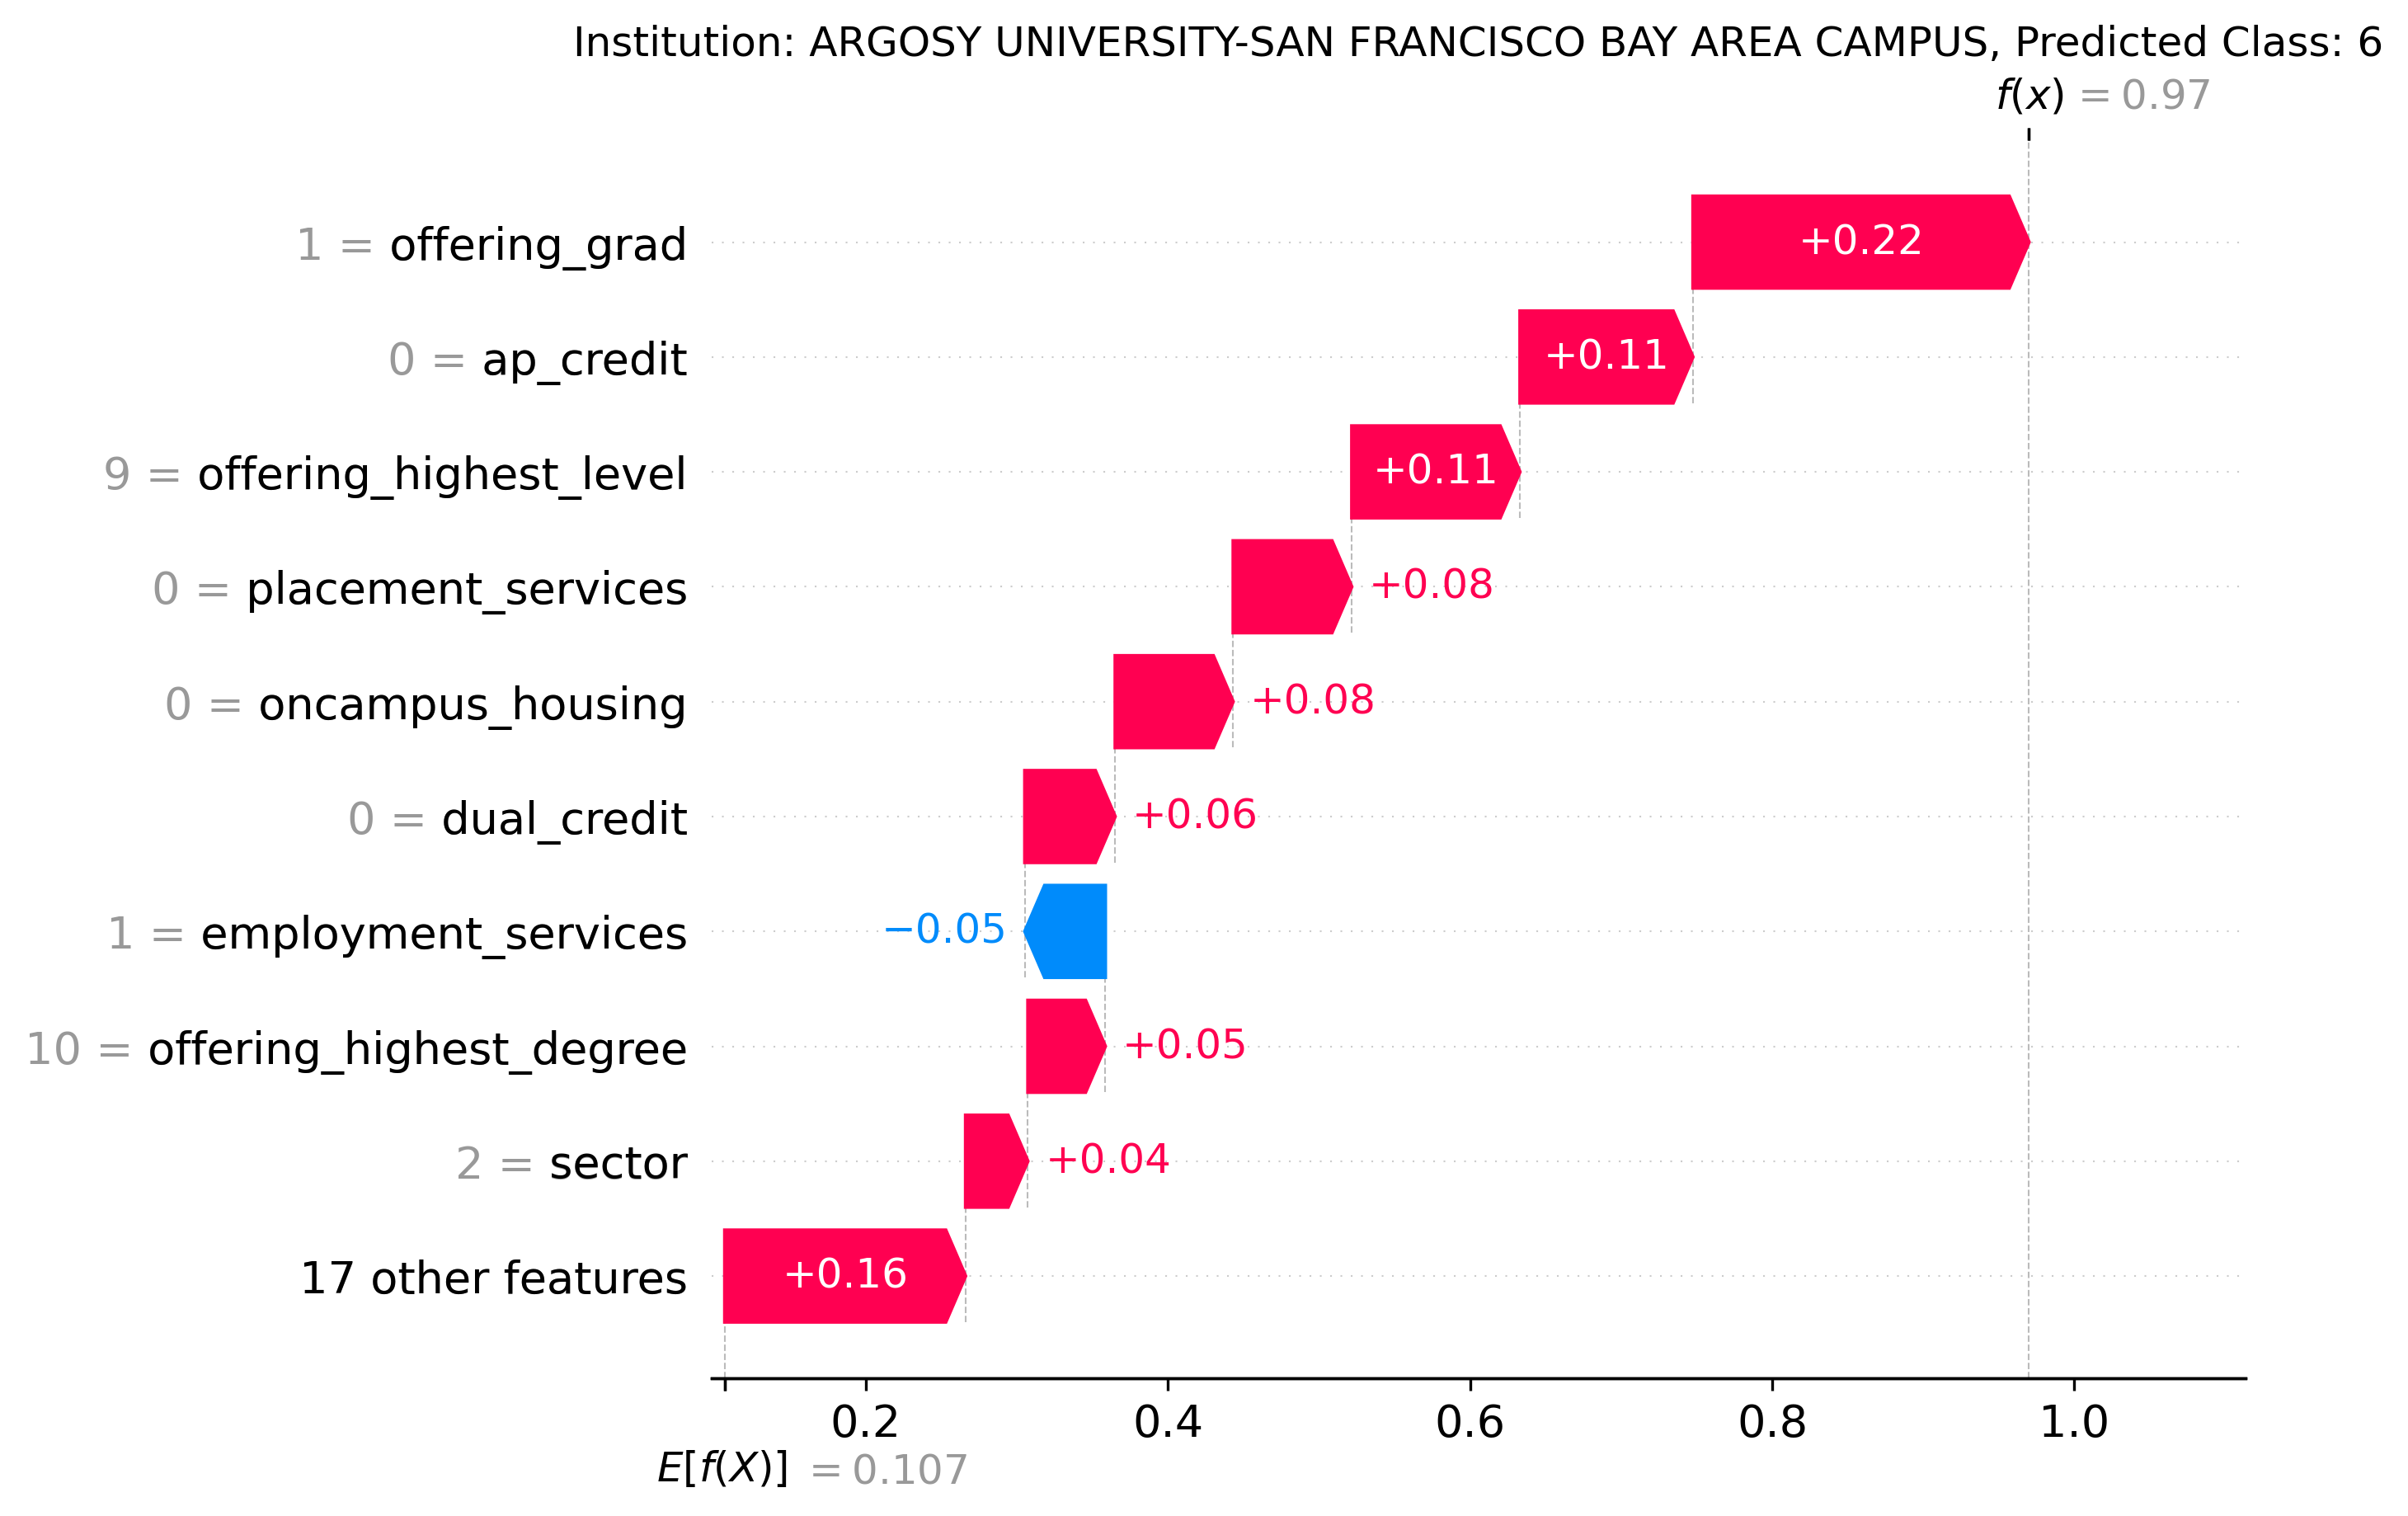 Institution: ARGOSY UNIVERSITY-SAN FRANCISCO BAY AREA CAMPUS, Predicted Class: 6
f(x) = 0.97
1 = offering_grad +0.22
0 = ap_credit +0.11
9 = offering_highest_level +0.11
0 = placement_services +0.08
0 = oncampus_housing +0.08
0 = dual_credit +0.06
1 = employment_services −0.05
10 = offering_highest_degree +0.05
2 = sector +0.04
17 other features +0.16
0.2 0.4 0.6 0.8 1.0
E[f(X)] = 0.107